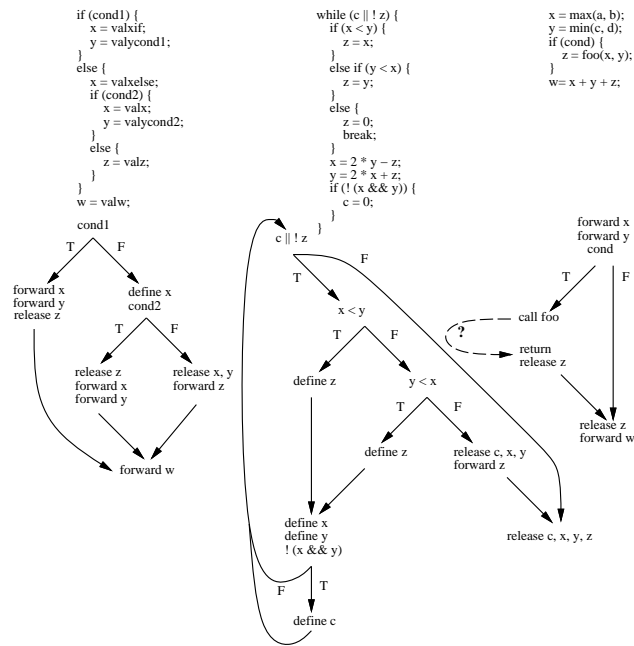 if (cond1) {
x = valxif;
y = valycond1;
}
else {
x = valxelse;
if (cond2) {
x = valx;
y = valycond2;
}
else {
z = valz;
}
}
w = valw;
while (c || ! z) {
if (x < y) {
z = x;
}
else if (y < x) {
z = y;
}
else {
z = 0;
break;
}
x = 2 * y − z;
y = 2 * x + z;
if (! (x && y)) {
c = 0;
}
}
x = max(a, b);
y = min(c, d);
if (cond) {
z = foo(x, y);
}
w= x + y + z;
cond1
T
F
forward x
forward y
release z
define x
cond2
T
F
release z
forward x
forward y
release x, y
forward z
forward w
c || ! z
T
F
x < y
T
F
define z
y < x
T
F
define z
release c, x, y
forward z
define x
define y
! (x && y)
F
T
define c
release c, x, y, z
forward x
forward y
cond
T
F
call foo
?
return
release z
release z
forward w